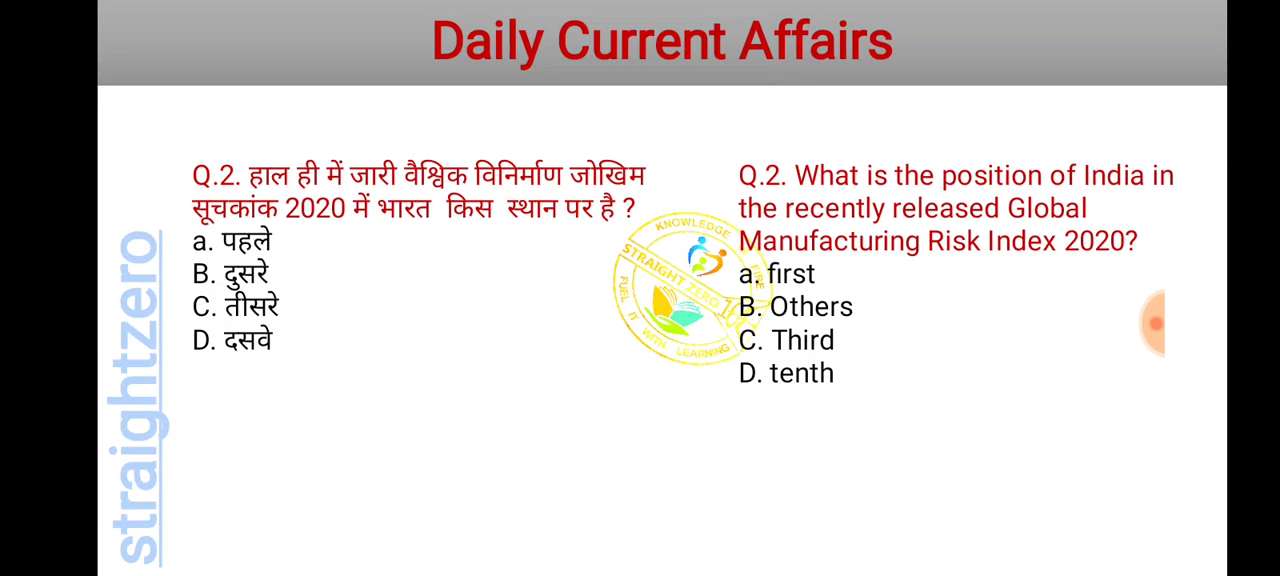 Daily Current Affairs
Q.2. हाल ही में जारी वैश्विक विनिर्माण जोखिम
सूचकांक 2020 में भारत किस स्थान पर है ?
a. पहले
B. दुसरे
C. तीसरे
D. दसवे
Q.2. What is the position of India in
the recently released Global
Manufacturing Risk Index 2020?
a. first
B. Others
C. Third
D. tenth
straightzero
KNOWLEDGE
STRAIGHT ZERO
FUEL IT WITH LEARNING